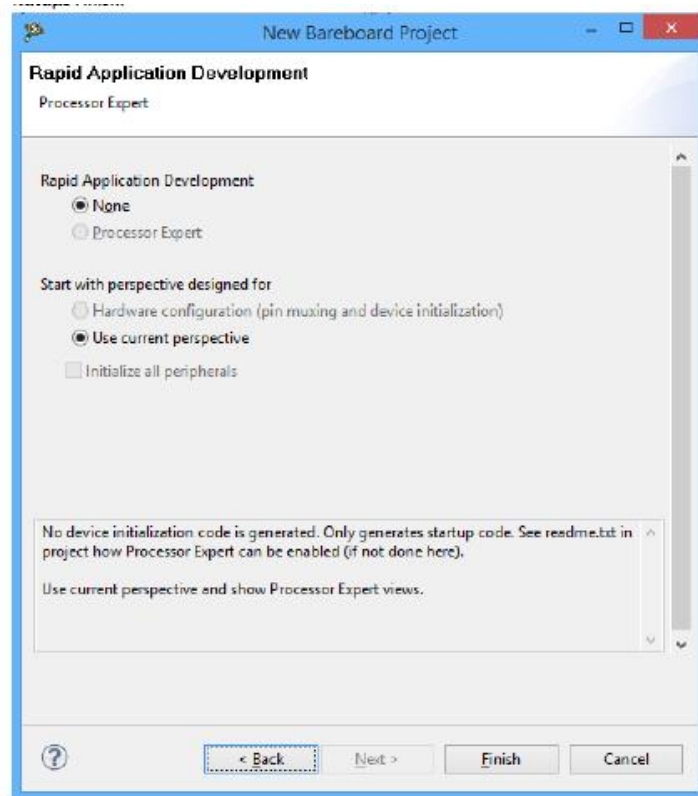 New Bareboard Project
Rapid Application Development
Processor Expert
Rapid Application Development
None
Processor Expert
Start with perspective designed for
Hardware configuration (pin muxing and device initialization)
Use current perspective
Initialize all peripherals
No device initialization code is generated. Only generates startup code. See readme.txt in
project how Processor Expert can be enabled (if not done here).
Use current perspective and show Processor Expert views.
? < Back Next > Finish Cancel